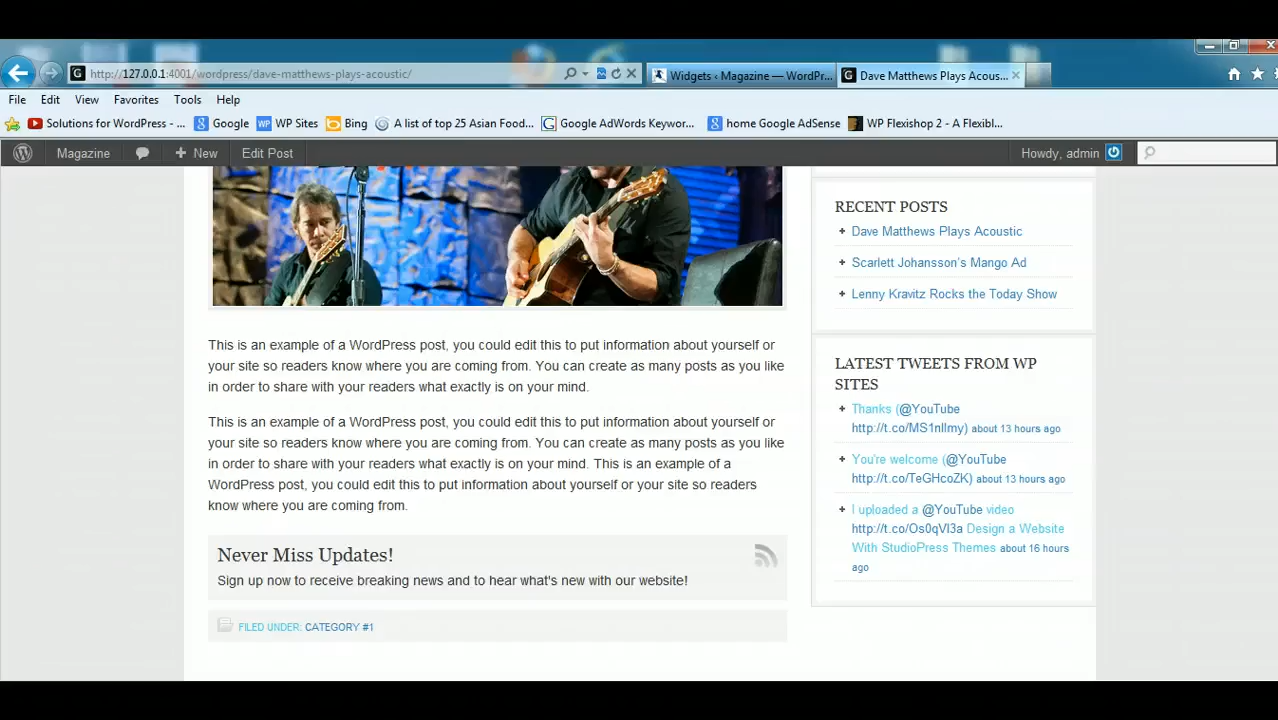 http://127.0.0.1:4001/wordpress/dave-matthews-plays-acoustic/
Widgets ‹ Magazine — WordPr...
Dave Matthews Plays Acous...
File Edit View Favorites Tools Help
Solutions for WordPress - ...
Google
WP Sites
Bing
A list of top 25 Asian Food...
Google AdWords Keywor...
home Google AdSense
WP Flexishop 2 - A Flexibl...
Magazine
+ New
Edit Post
Howdy, admin
This is an example of a WordPress post, you could edit this to put information about yourself or
your site so readers know where you are coming from. You can create as many posts as you like
in order to share with your readers what exactly is on your mind.
This is an example of a WordPress post, you could edit this to put information about yourself or
your site so readers know where you are coming from. You can create as many posts as you like
in order to share with your readers what exactly is on your mind. This is an example of a
WordPress post, you could edit this to put information about yourself or your site so readers
know where you are coming from.
Never Miss Updates!
Sign up now to receive breaking news and to hear what's new with our website!
FILED UNDER: CATEGORY #1
RECENT POSTS
Dave Matthews Plays Acoustic
Scarlett Johansson's Mango Ad
Lenny Kravitz Rocks the Today Show
LATEST TWEETS FROM WP
SITES
Thanks (@YouTube
about 13 hours ago
You're welcome (@YouTube
http://t.co/TeGHcoZK) about 13 hours ago
I uploaded a @YouTube video
Design a Website
With StudioPress Themes about 16 hours
ago